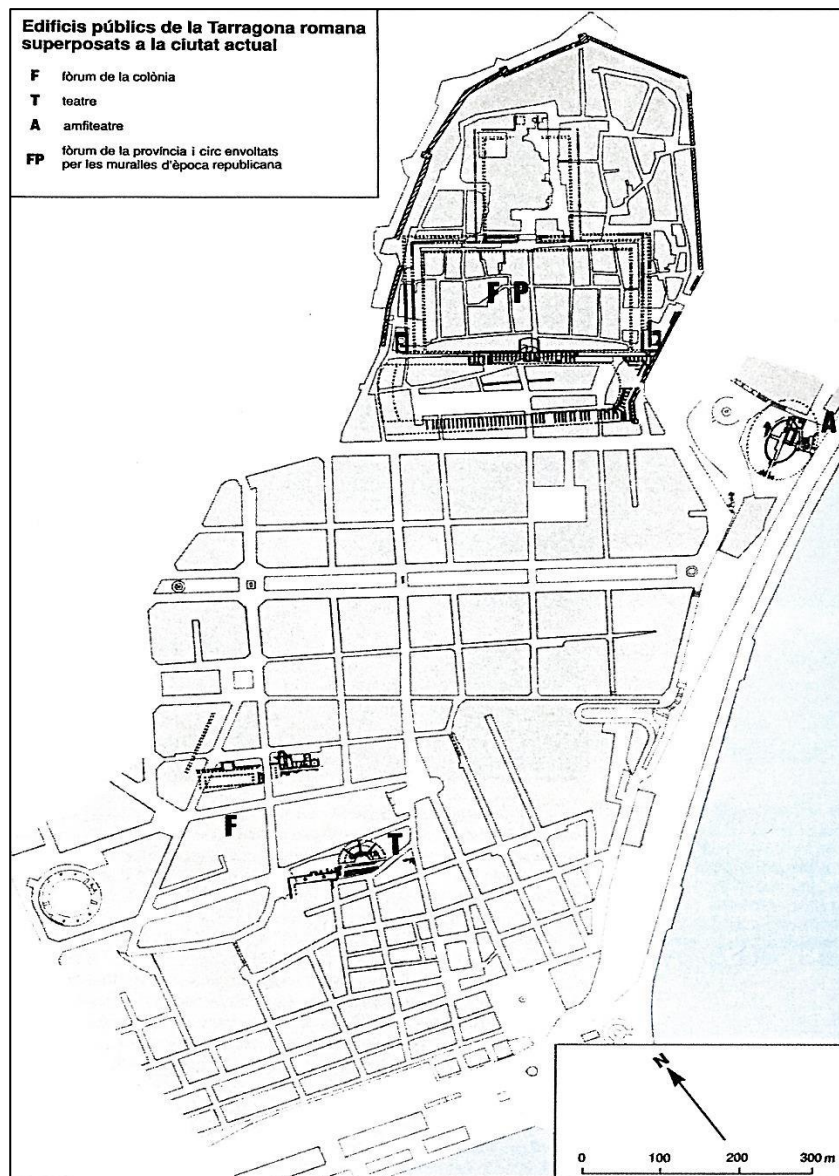 Edificis públics de la Tarragona romana
superposats a la ciutat actual
F fòrum de la colònia
T teatre
A amfiteatre
FP fòrum de la província i circ envoltats
per les muralles d'època republicana
F P
A
F
T
N
0 100 200 300 m